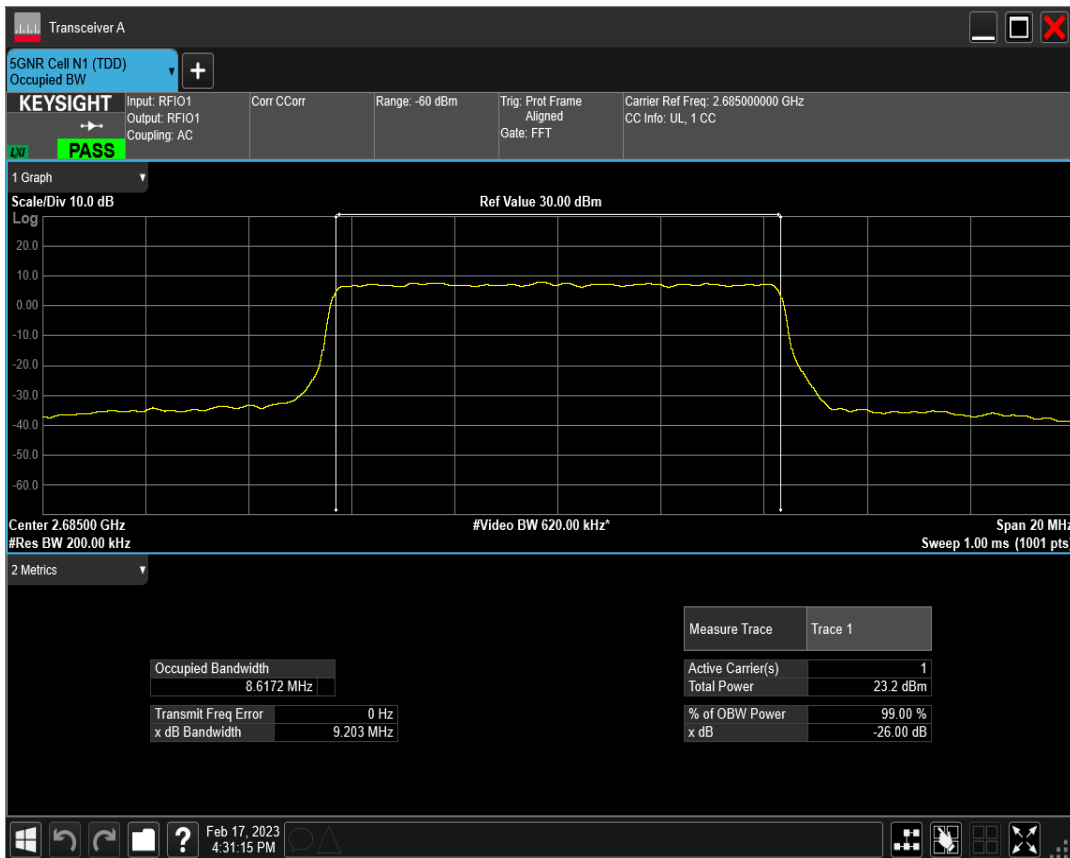 Transceiver A
5GNR Cell N1 (TDD)
Occupied BW
+
KEYSIGHT
LXI
PASS
Input: RFIO1
Output: RFIO1
Coupling: AC
Corr CCorr
Range: -60 dBm
Trig: Prot Frame
Aligned
Gate: FFT
Carrier Ref Freq: 2.685000000 GHz
CC Info: UL, 1 CC
1 Graph
Scale/Div 10.0 dB
Ref Value 30.00 dBm
Log
20.0
10.0
0.00
-10.0
-20.0
-30.0
-40.0
-50.0
-60.0
Center 2.68500 GHz
#Video BW 620.00 kHz*
Span 20 MHz
#Res BW 200.00 kHz
Sweep 1.00 ms (1001 pts)
2 Metrics
Measure Trace Trace 1
Occupied Bandwidth
8.6172 MHz
Active Carrier(s) 1
Total Power 23.2 dBm
Transmit Freq Error 0 Hz
x dB Bandwidth 9.203 MHz
% of OBW Power 99.00 %
x dB -26.00 dB
?
Feb 17, 2023
4:31:15 PM